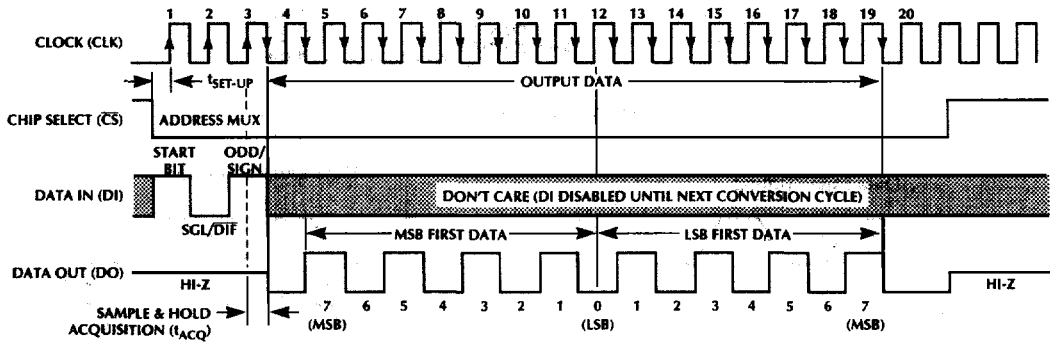 1 2 3 4 5 6 7 8 9 10 11 12 13 14 15 16 17 18 19 20
CLOCK (CLK)
tSET-UP
OUTPUT DATA
CHIP SELECT (CS)
ADDRESS MUX
START BIT
ODD/ SIGN
DATA IN (DI)
DON'T CARE (DI DISABLED UNTIL NEXT CONVERSION CYCLE)
SGL/DIF
MSB FIRST DATA
LSB FIRST DATA
DATA OUT (DO)
HI-Z
HI-Z
7 6 5 4 3 2 1 0 1 2 3 4 5 6 7
(MSB)
(LSB)
(MSB)
SAMPLE & HOLD
ACQUISITION (tACQ)